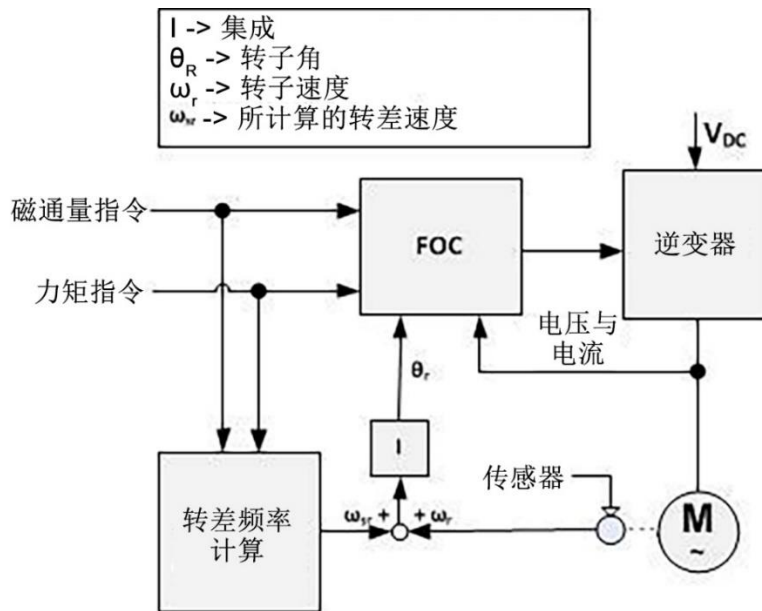 I -> 集成
θR -> 转子角
ωr -> 转子速度
ωsr -> 所计算的转差速度
VDC
磁通量指令
FOC
逆变器
力矩指令
电压与
电流
θr
I
传感器
转差频率
计算
ωsr +
+ ωr
M
~